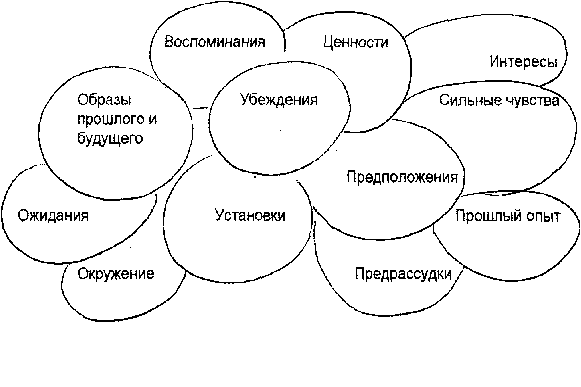 Воспоминания
Ценности
Интересы
Образы
прошлого и
будущего
Убеждения
Сильные чувства
Предположения
Ожидания
Установки
Прошлый опыт
Окружение
Предрассудки